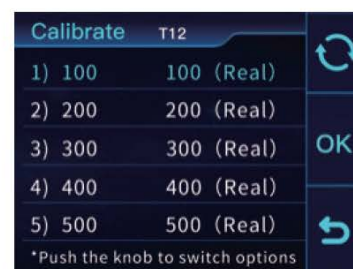 Calibrate T12
1) 100 100 (Real)
2) 200 200 (Real)
3) 300 300 (Real)
OK
4) 400 400 (Real)
5) 500 500 (Real)
*Push the knob to switch options